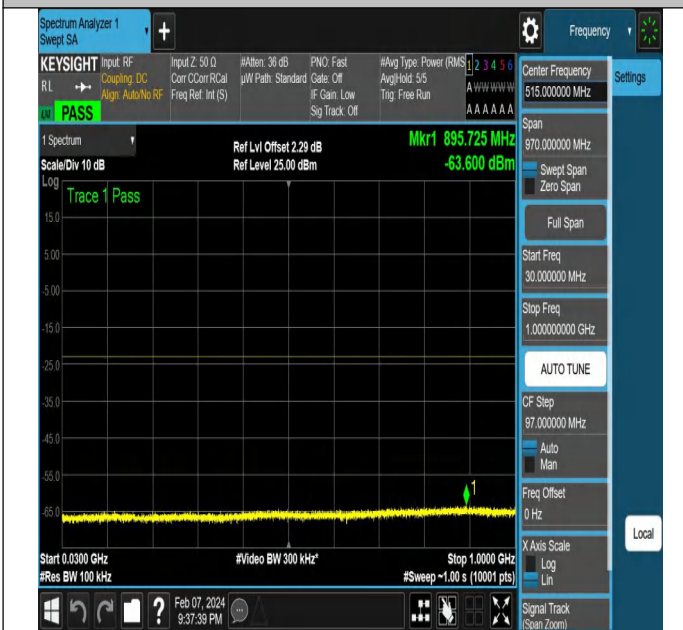 Spectrum Analyzer 1
Swept SA
+
Frequency
KEYSIGHT
RL
LXI
PASS
Input: RF
Coupling: DC
Align: Auto/No RF
Input Z: 50 Ω
Corr CCorr RCal
Freq Ref: Int (S)
#Atten: 36 dB
µW Path: Standard
PNO: Fast
Gate: Off
IF Gain: Low
Sig Track: Off
#Avg Type: Power (RMS
Avg|Hold: 5/5
Trig: Free Run
1 2 3 4 5 6
A W W W W W
A A A A A A
1 Spectrum
Scale/Div 10 dB
Ref Lvl Offset 2.29 dB
Ref Level 25.00 dBm
Mkr1 895.725 MHz
-63.600 dBm
Log
Trace 1 Pass
15.0
5.00
-5.00
-15.0
-25.0
-35.0
-45.0
-55.0
-65.0
1
Start 0.0300 GHz
#Res BW 100 kHz
#Video BW 300 kHz*
Stop 1.0000 GHz
#Sweep ~1.00 s (10001 pts)
Center Frequency
515.000000 MHz
Span
970.000000 MHz
Swept Span
Zero Span
Full Span
Start Freq
30.000000 MHz
Stop Freq
1.000000000 GHz
AUTO TUNE
CF Step
97.000000 MHz
Auto
Man
Freq Offset
0 Hz
X Axis Scale
Log
Lin
Signal Track
(Span Zoom)
Settings
Local
?
Feb 07, 2024
9:37:39 PM